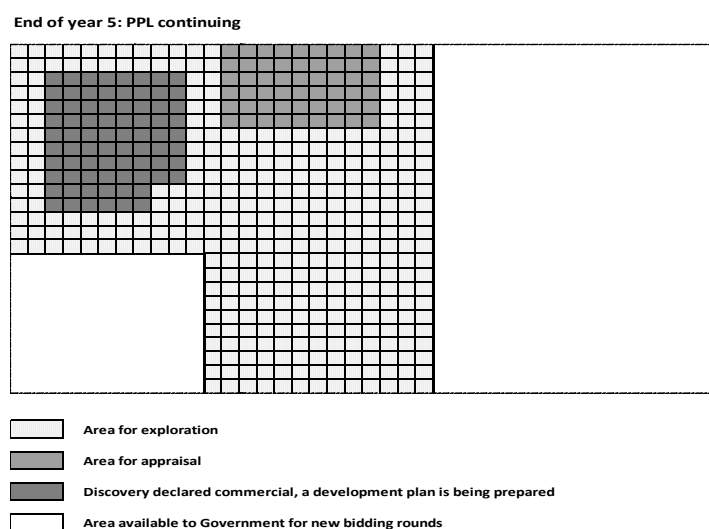 End of year 5: PPL continuing
Area for exploration
Area for appraisal
Discovery declared commercial, a development plan is being prepared
Area available to Government for new bidding rounds